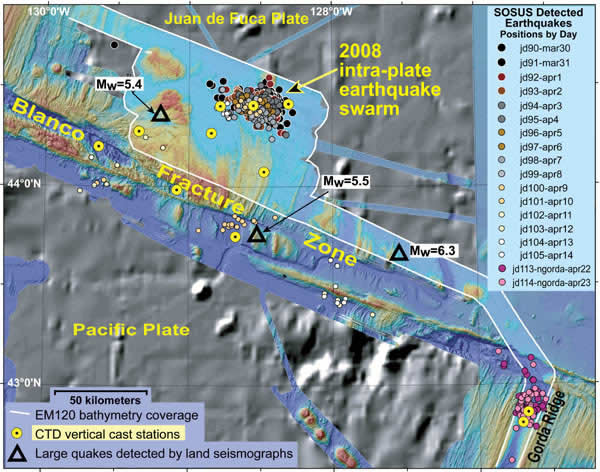 130.0°W
128.0°W
Juan de Fuca Plate
2008
intra-plate
earthquake
swarm
Mw=5.4
Blanco
Fracture
Zone
44°0'N
Mw=5.5
Mw=6.3
Pacific Plate
43°0'N
Gorda Ridge
SOSUS Detected
Earthquakes
Positions by Day
jd90-mar30
jd91-mar31
jd92-apr1
jd93-apr2
jd94-apr3
jd95-ap4
jd96-apr5
jd97-apr6
jd98-apr7
jd99-apr8
jd100-apr9
jd101-apr10
jd102-apr11
jd103-apr12
jd104-apr13
jd105-apr14
jd113-ngorda-apr22
jd114-ngorda-apr23
50 kilometers
EM120 bathymetry coverage
CTD vertical cast stations
Large quakes detected by land seismographs